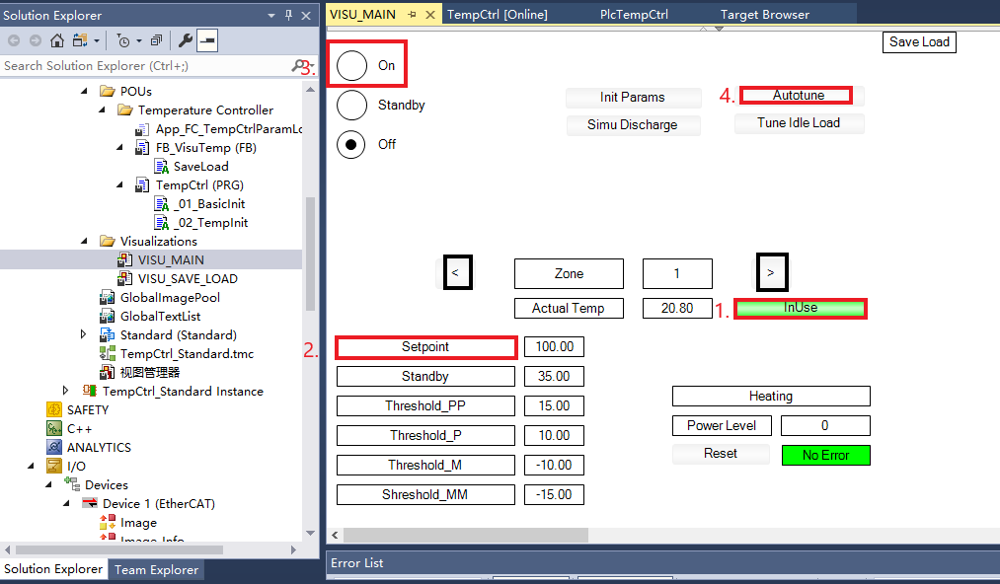 Solution Explorer
Search Solution Explorer (Ctrl+;)
POUs
Temperature Controller
App_FC_TempCtrlParamLo
FB_VisuTemp (FB)
SaveLoad
TempCtrl (PRG)
_01_BasicInit
_02_TempInit
Visualizations
VISU_MAIN
VISU_SAVE_LOAD
GlobalImagePool
GlobalTextList
Standard (Standard)
TempCtrl_Standard.tmc
视图管理器
TempCtrl_Standard Instance
SAFETY
C++
ANALYTICS
I/O
Devices
Device 1 (EtherCAT)
Image
Image-Info
Solution Explorer Team Explorer
VISU_MAIN TempCtrl [Online] PlcTempCtrl Target Browser
Save Load
3. On
Standby
Off
Init Params
Simu Discharge
4. Autotune
Tune Idle Load
< Zone 1 >
Actual Temp 20.80 1. InUse
2. Setpoint 100.00
Standby 35.00
Threshold_PP 15.00
Threshold_P 10.00
Threshold_M -10.00
Shreshold_MM -15.00
Heating
Power Level 0
Reset No Error
Error List